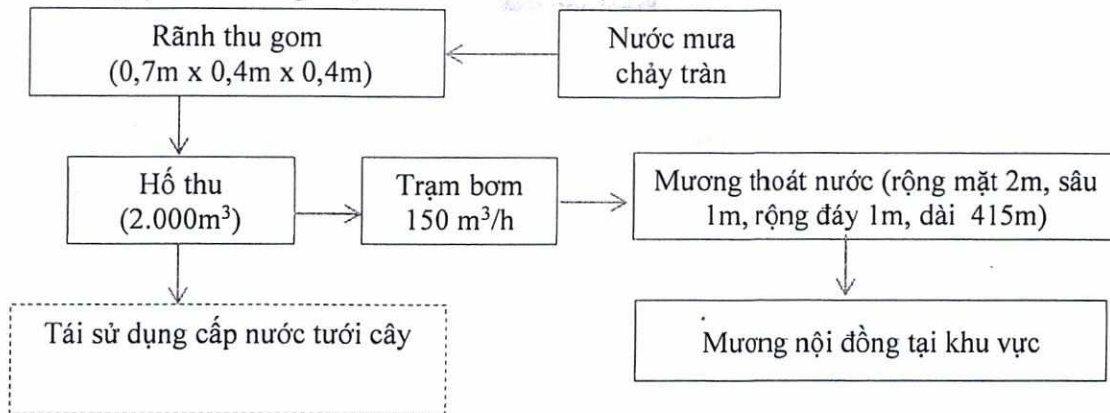 Rãnh thu gom
(0,7m x 0,4m x 0,4m)
Nước mưa
chảy tràn
Hố thu
(2.000m³)
Trạm bơm
150 m³/h
Mương thoát nước (rộng mặt 2m, sâu
1m, rộng đáy 1m, dài 415m)
Tái sử dụng cấp nước tưới cây
Mương nội đồng tại khu vực